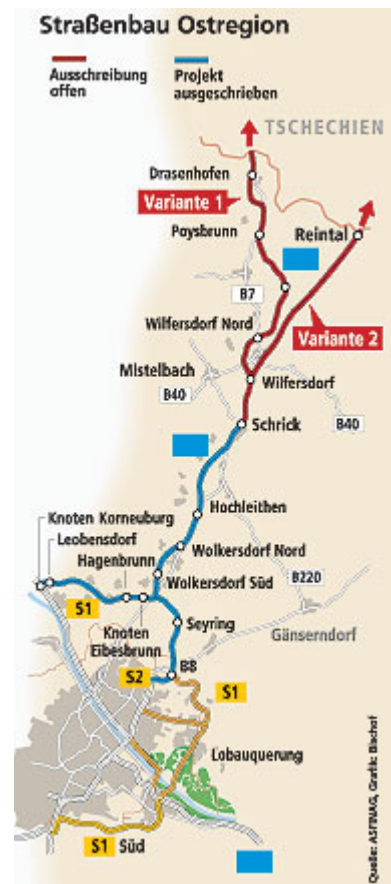 Straßenbau Ostregion
Ausschreibung
offen
Projekt
ausgeschrieben
TSCHECHIEN
Drasenhofen
Variante 1
Poysbrunn
Reintal
B7
Wilfersdorf Nord
Variante 2
Mistelbach
Wilfersdorf
B40
Schrick
B40
Hochleithen
Knoten Korneuburg
Leobensdorf
Hagenbrunn
Wolkersdorf Nord
Wolkersdorf Süd
B220
S1
Knoten
Eibesbrunn
Seyring
Gänserndorf
S2
B8
S1
Lobauquerung
S1 Süd
Quelle: ASFINAG, Grafik: Bischof